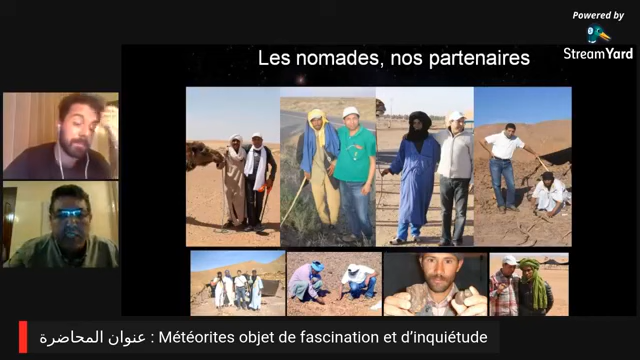 Powered by
StreamYard
Les nomades, nos partenaires
عنوان المحاضرة : Météorites objet de fascination et d’inquiétude